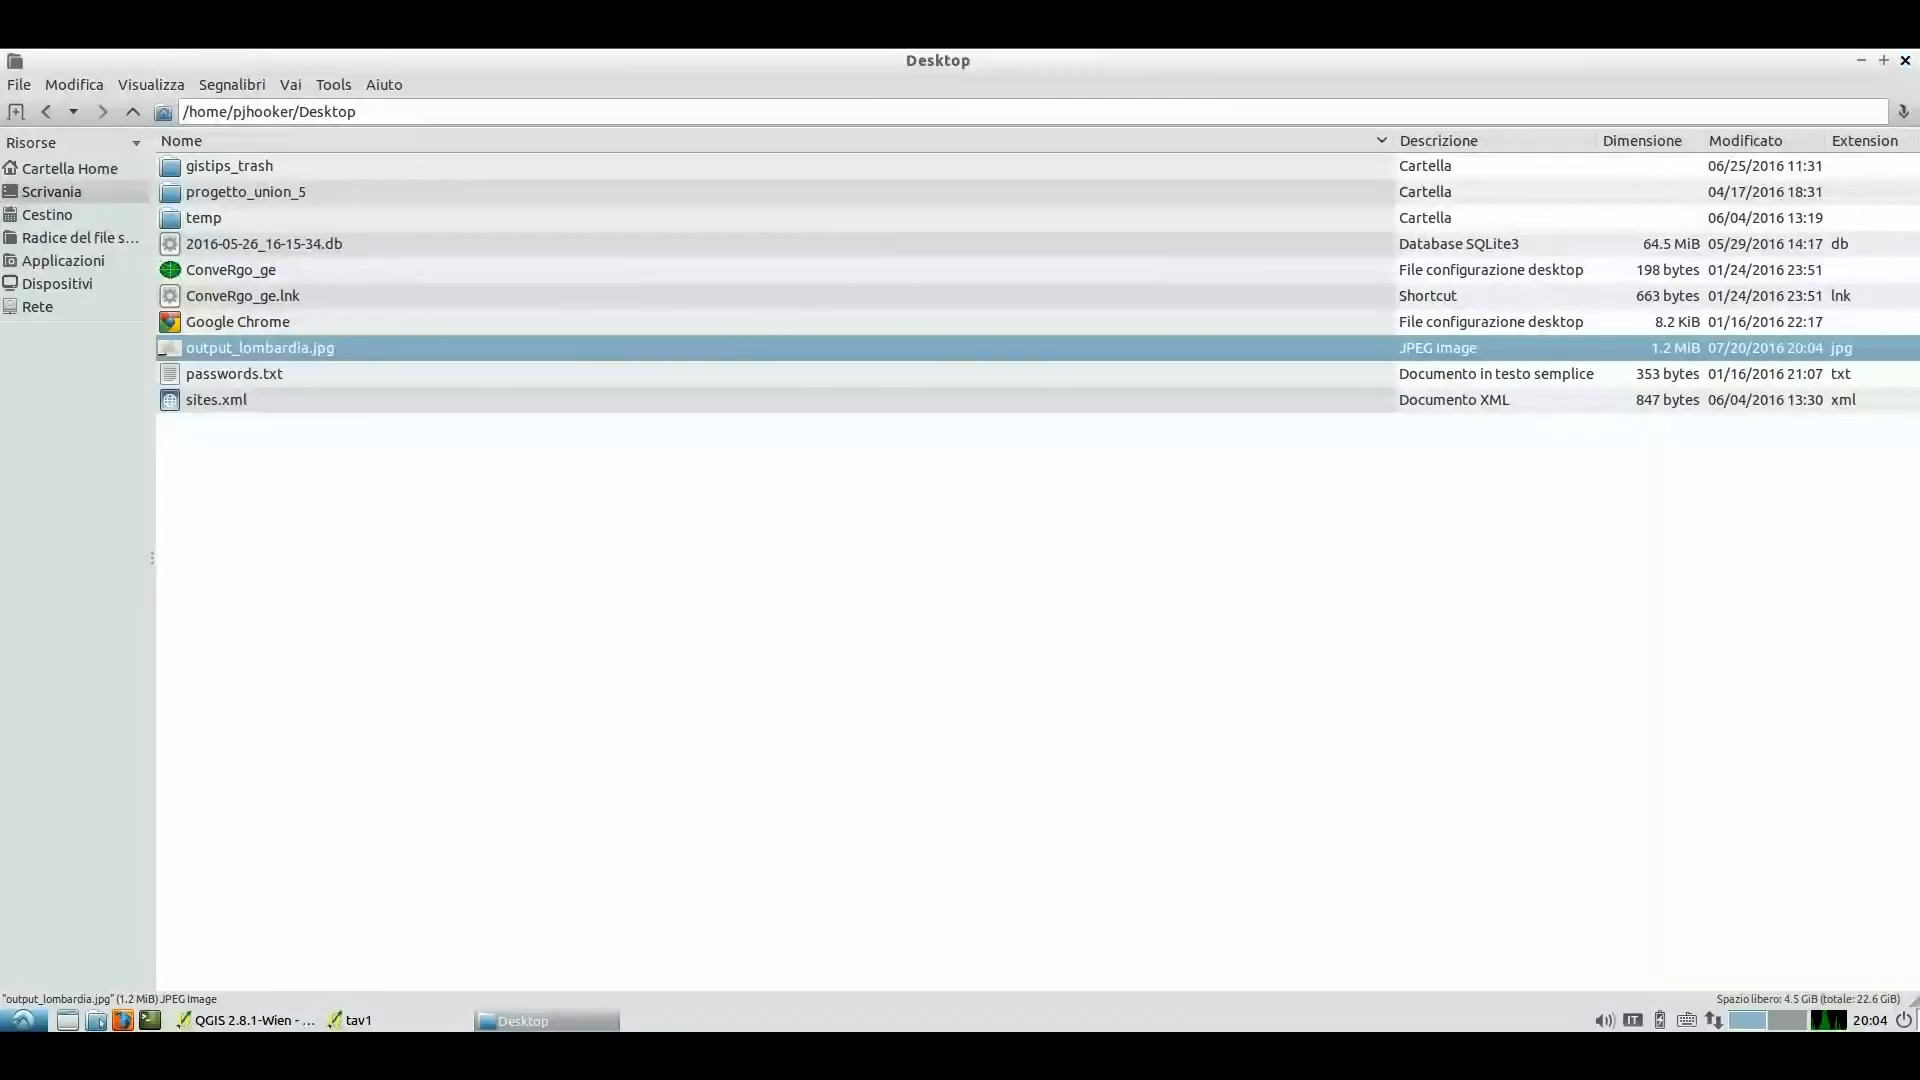 Desktop
File Modifica Visualizza Segnalibri Vai Tools Aiuto
/home/pjhooker/Desktop
Risorse
Cartella Home
Scrivania
Cestino
Radice del file s...
Applicazioni
Dispositivi
Rete
Nome Descrizione Dimensione Modificato Extension
gistips_trash Cartella 06/25/2016 11:31
progetto_union_5 Cartella 04/17/2016 18:31
temp Cartella 06/04/2016 13:19
2016-05-26_16-15-34.db Database SQLite3 64.5 MiB 05/29/2016 14:17 db
ConveRgo_ge File configurazione desktop 198 bytes 01/24/2016 23:51
ConveRgo_ge.lnk Shortcut 663 bytes 01/24/2016 23:51 lnk
Google Chrome File configurazione desktop 8.2 KiB 01/16/2016 22:17
output_lombardia.jpg JPEG Image 1.2 MiB 07/20/2016 20:04 jpg
passwords.txt Documento in testo semplice 353 bytes 01/16/2016 21:07 txt
sites.xml Documento XML 847 bytes 06/04/2016 13:30 xml
"output_lombardia.jpg" (1.2 MiB) JPEG Image Spazio libero: 4.5 GiB (totale: 22.6 GiB)
QGIS 2.8.1-Wien - ... tav1 Desktop IT 20:04